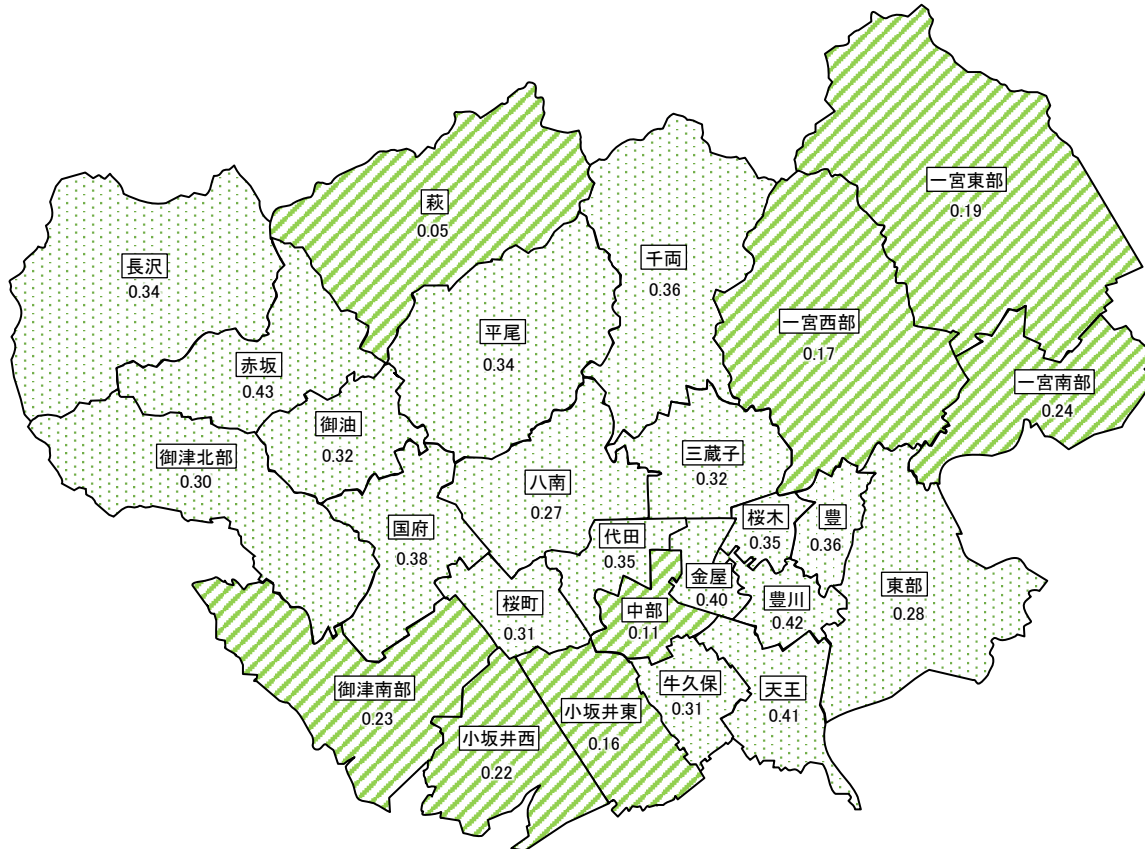 一宮東部
0.19
萩
0.05
長沢
0.34
千両
0.36
平尾
0.34
一宮西部
0.17
赤坂
0.43
一宮南部
0.24
御油
0.32
御津北部
0.30
三蔵子
0.32
八南
0.27
国府
0.38
代田
0.35
桜木
0.35
豊
0.36
金屋
0.40
東部
0.28
桜町
0.31
中部
0.11
豊川
0.42
御津南部
0.23
小坂井西
0.22
小坂井東
0.16
牛久保
0.31
天王
0.41